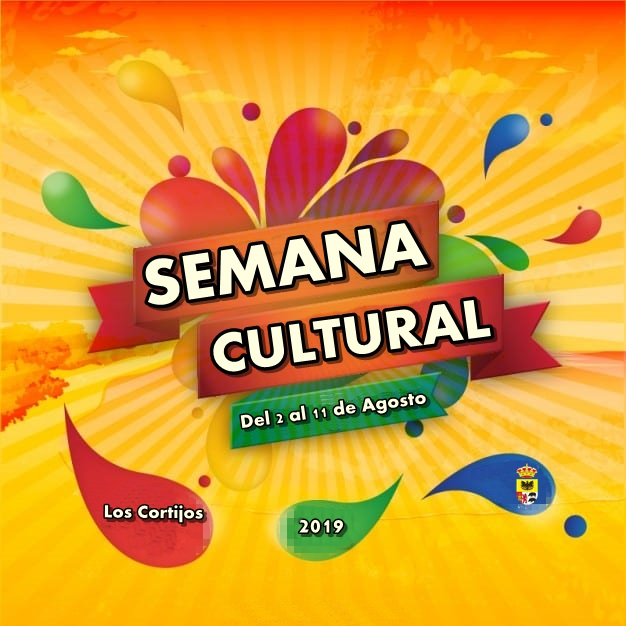 SEMANA
CULTURAL
Del 2 al 11 de Agosto
Los Cortijos
2019